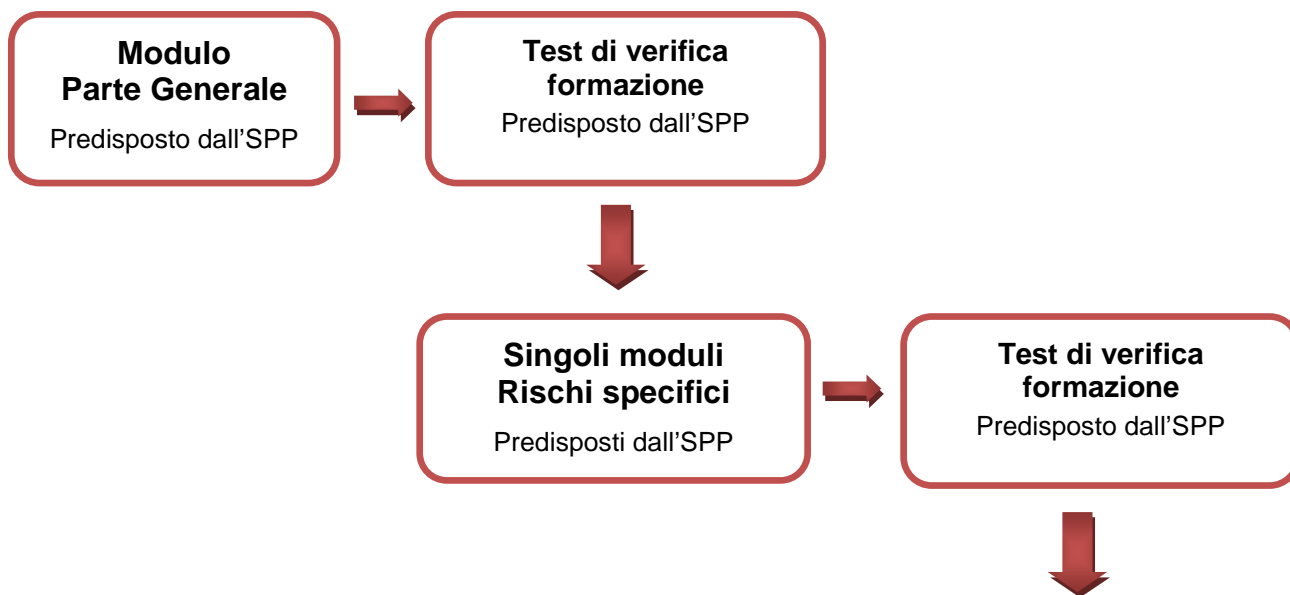 Modulo
Parte Generale
Predisposto dall'SPP
Test di verifica
formazione
Predisposto dall'SPP
Singoli moduli
Rischi specifici
Predisposti dall'SPP
Test di verifica
formazione
Predisposto dall'SPP